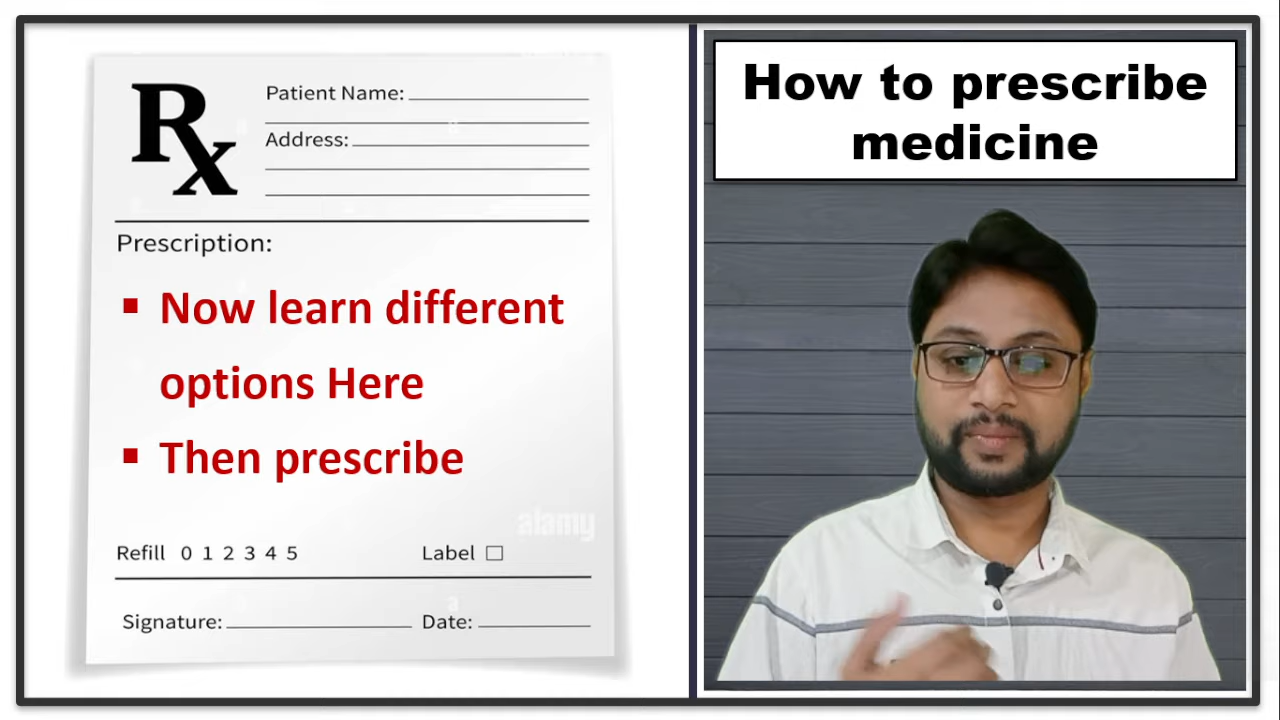 Rx
Patient Name:
Address:
Prescription:
▪ Now learn different
options Here
▪ Then prescribe
alamy
Refill 0 1 2 3 4 5 Label □
Signature: Date:
How to prescribe
medicine